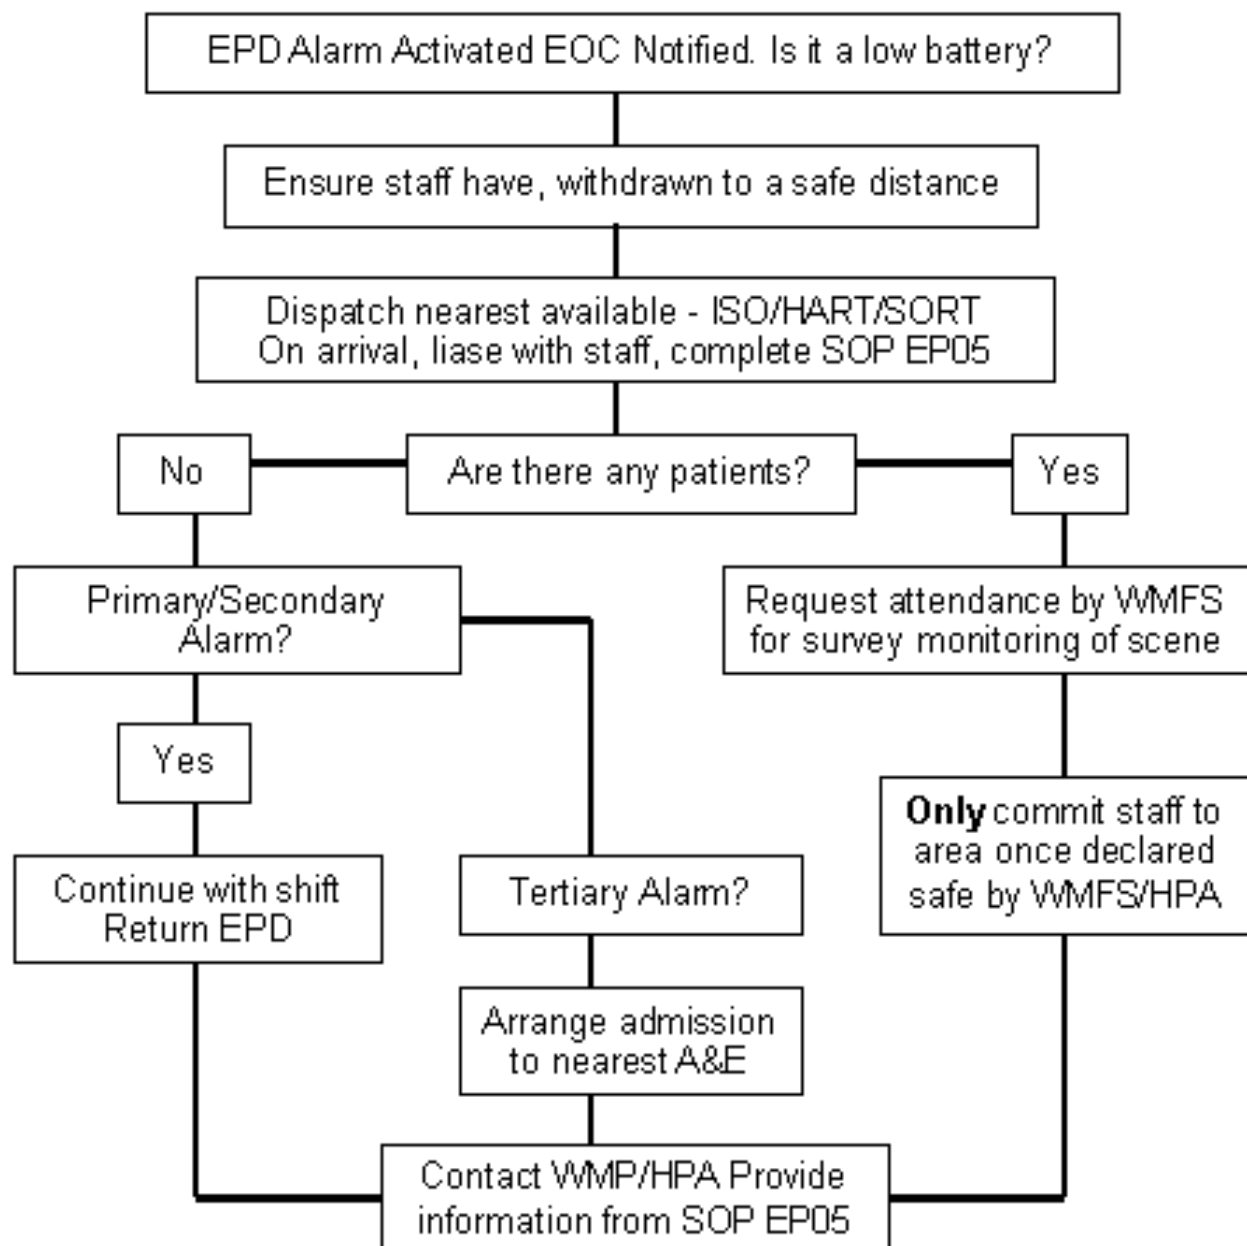 EPD Alarm Activated EOC Notified. Is it a low battery?
Ensure staff have, withdrawn to a safe distance
Dispatch nearest available - ISO/HART/SORT
On arrival, liase with staff, complete SOP EP05
No
Are there any patients?
Yes
Primary/Secondary
Alarm?
Request attendance by WMFS
for survey monitoring of scene
Yes
Only commit staff to
area once declared
safe by WMFS/HPA
Continue with shift
Return EPD
Tertiary Alarm?
Arrange admission
to nearest A&E
Contact WMP/HPA Provide
information from SOP EP05